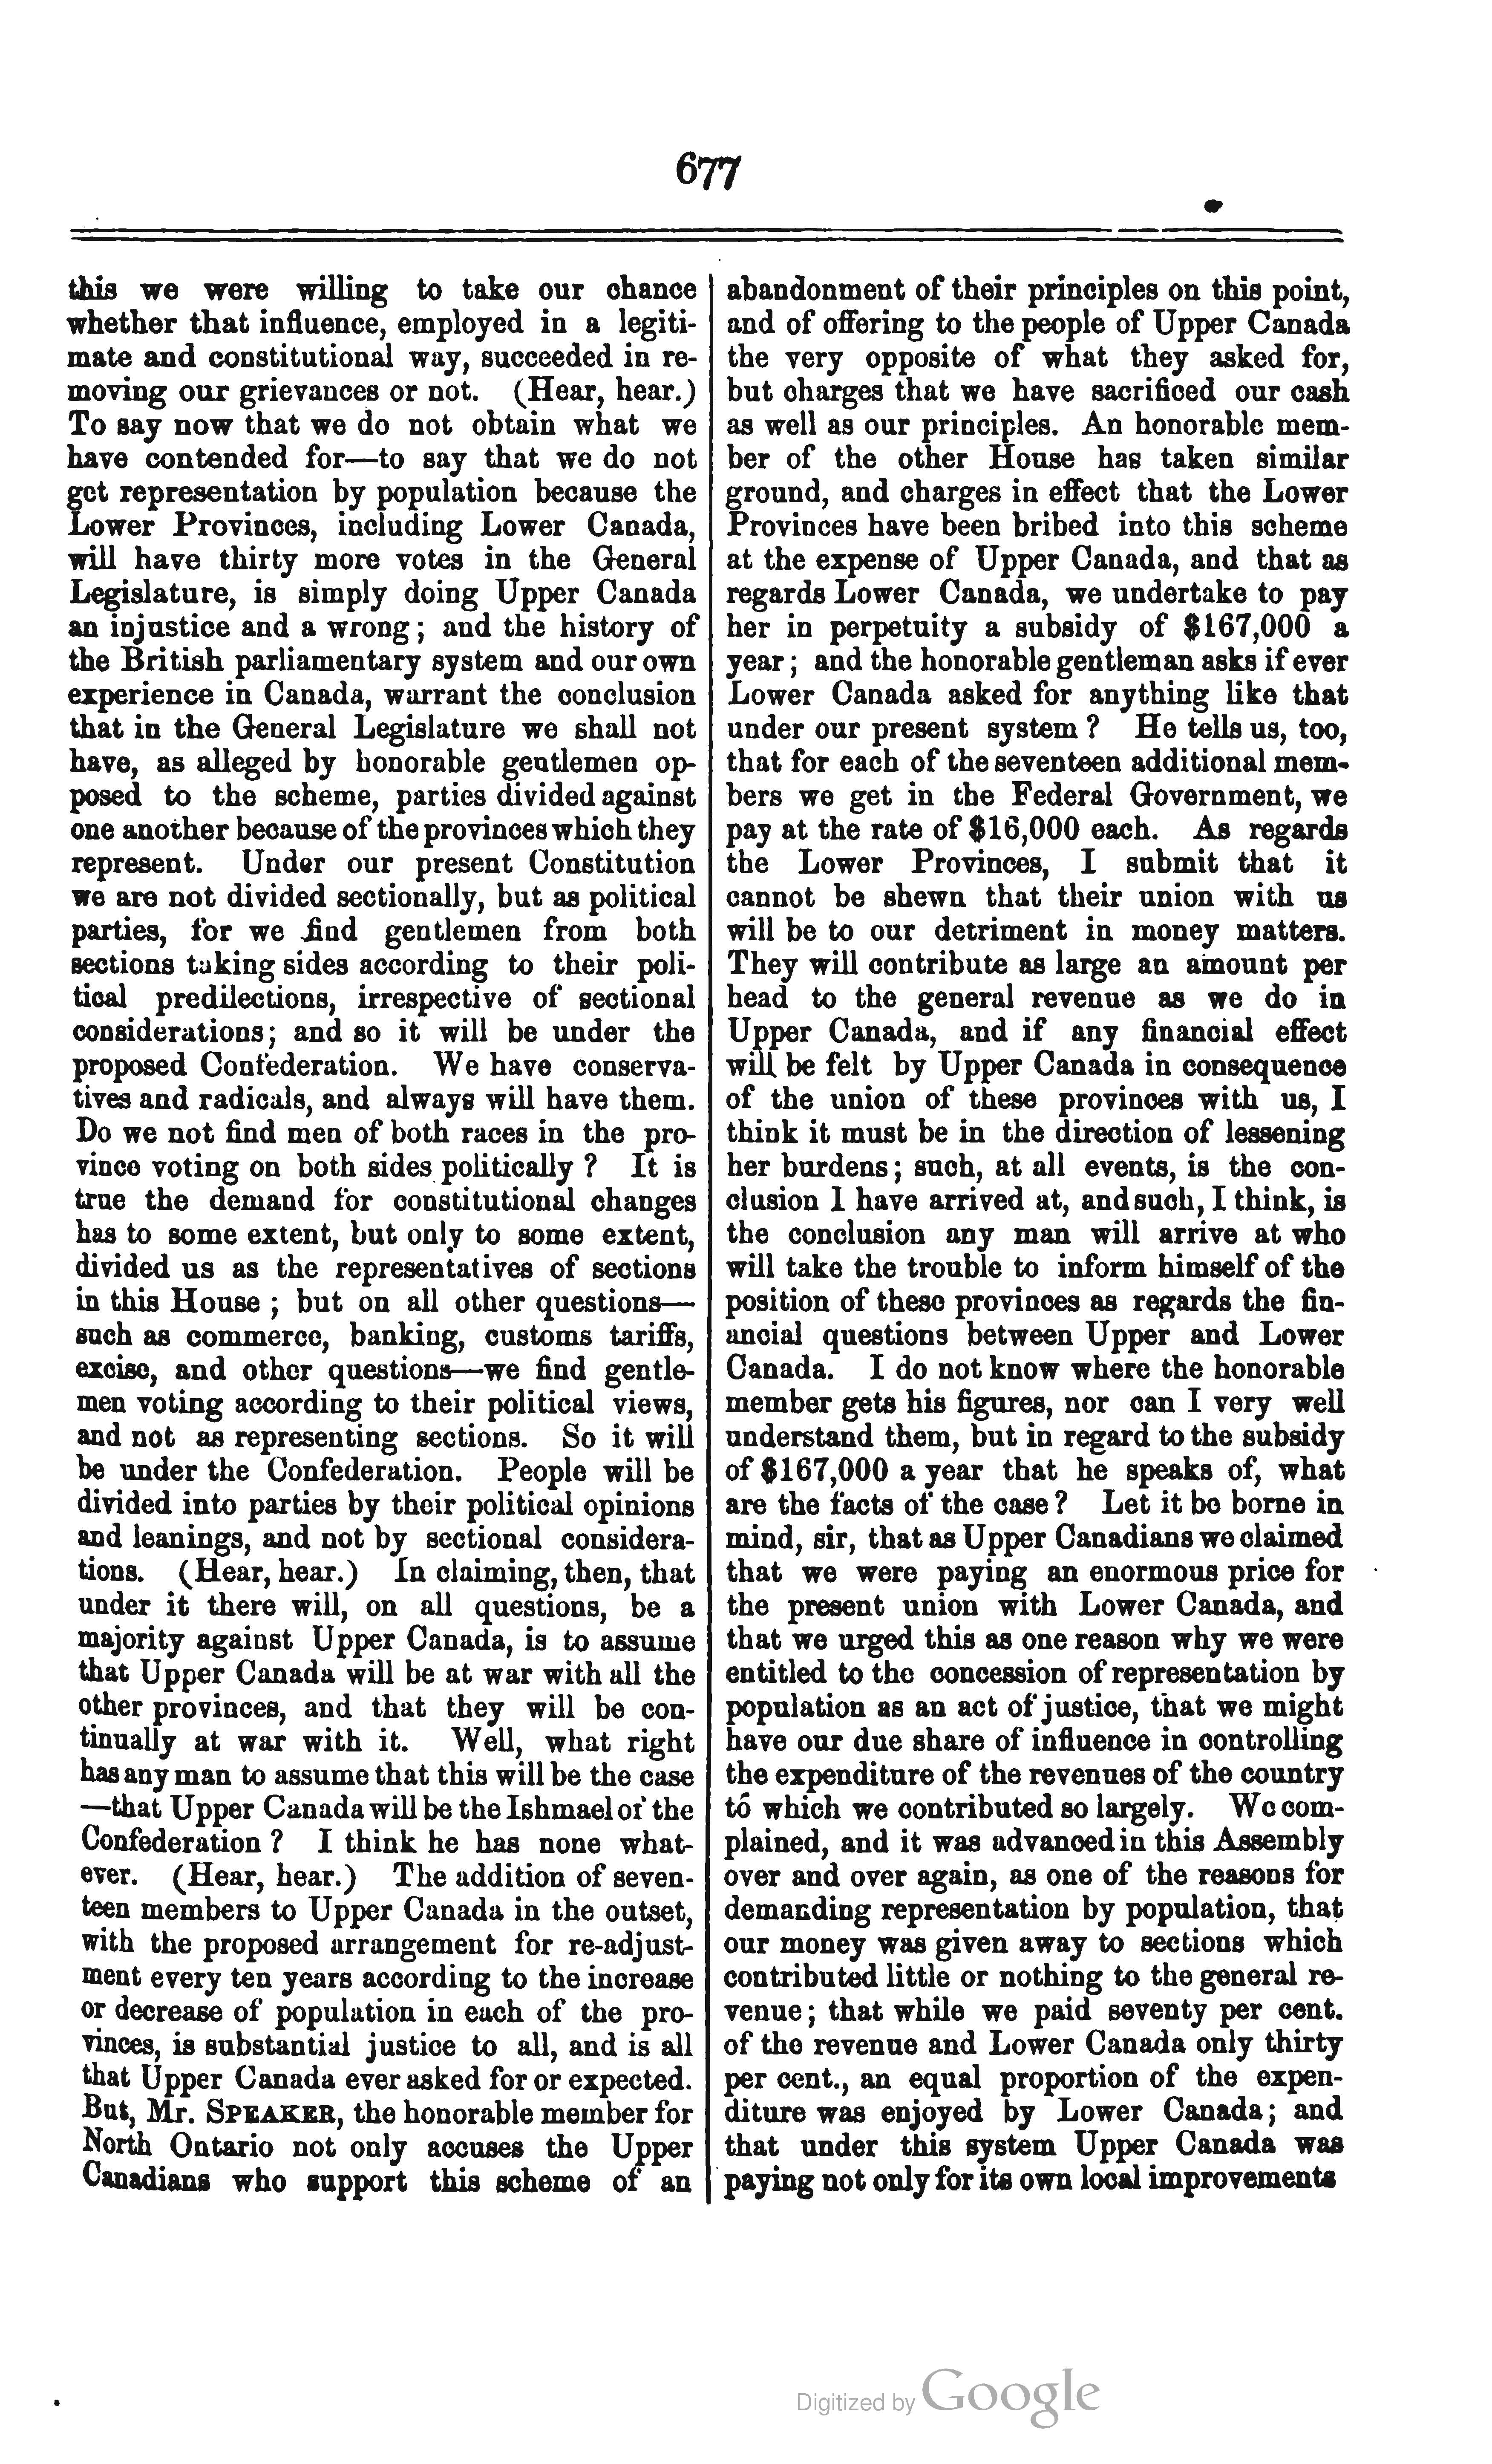 677
this we were willing to take our chance
whether that influence, employed in a legiti-
mate and constitutional way, succeeded in re-
moving our grievances or not. (Hear, hear.)
To say now that we do not obtain what we
have contended for—to say that we do not
get representation by population because the
Lower Provinces, including Lower Canada,
will have thirty more votes in the General
Legislature, is simply doing Upper Canada
an injustice and a wrong; and the history of
the British parliamentary system and our own
experience in Canada, warrant the conclusion
that in the General Legislature we shall not
have, as alleged by honorable gentlemen op-
posed to the scheme, parties divided against
one another because of the provinces which they
represent. Under our present Constitution
we are not divided sectionally, but as political
parties, for we find gentlemen from both
sections taking sides according to their poli-
tical predilections, irrespective of sectional
considerations; and so it will be under the
proposed Confederation. We have conserva-
tives and radicals, and always will have them.
Do we not find men of both races in the pro-
vince voting on both sides politically? It is
true the demand for constitutional changes
has to some extent, but only to some extent,
divided us as the representatives of sections
in this House; but on all other questions—
such as commerce, banking, customs tariffs,
excise, and other questions—we find gentle-
men voting according to their political views,
and not as representing sections. So it will
be under the Confederation. People will be
divided into parties by their political opinions
and leanings, and not by sectional considera-
tions. (Hear, hear.) In claiming, then, that
under it there will, on all questions, be a
majority against Upper Canada, is to assume
that Upper Canada will be at war with all the
other provinces, and that they will be con-
tinually at war with it. Well, what right
has any man to assume that this will be the case
—that Upper Canada will be the Ishmael of the
Confederation? I think he has none what-
ever. (Hear, hear.) The addition of seven-
teen members to Upper Canada in the outset,
with the proposed arrangement for re-adjust-
ment every ten years according to the increase
or decrease of population in each of the pro-
vinces, is substantial justice to all, and is all
that Upper Canada ever asked for or expected.
But, Mr. SPEAKER, the honorable member for
North Ontario not only accuses the Upper
Canadians who support this scheme of an
abandonment of their principles on this point,
and of offering to the people of Upper Canada
the very opposite of what they asked for,
but charges that we have sacrificed our cash
as well as our principles. An honorable mem-
ber of the other House has taken similar
ground, and charges in effect that the Lower
Provinces have been bribed into this scheme
at the expense of Upper Canada, and that as
regards Lower Canada, we undertake to pay
her in perpetuity a subsidy of $167,000 a
year; and the honorable gentleman asks if ever
Lower Canada asked for anything like that
under our present system? He tells us, too,
that for each of the seventeen additional mem-
bers we get in the Federal Government, we
pay at the rate of $16,000 each. As regards
the Lower Provinces, I submit that it
cannot be shewn that their union with us
will be to our detriment in money matters.
They will contribute as large an amount per
head to the general revenue as we do in
Upper Canada, and if any financial effect
will be felt by Upper Canada in consequence
of the union of these provinces with us, I
think it must be in the direction of lessening
her burdens; such, at all events, is the con-
clusion I have arrived at, and such, I think, is
the conclusion any man will arrive at who
will take the trouble to inform himself of the
position of these provinces as regards the fin-
ancial questions between Upper and Lower
Canada. I do not know where the honorable
member gets his figures, nor can I very well
understand them, but in regard to the subsidy
of $167,000 a year that he speaks of, what
are the facts of the case? Let it be borne in
mind, sir, that as Upper Canadians we claimed
that we were paying an enormous price for
the present union with Lower Canada, and
that we urged this as one reason why we were
entitled to the concession of representation by
population as an act of justice, that we might
have our due share of influence in controlling
the expenditure of the revenues of the country
to which we contributed so largely. We com-
plained, and it was advanced in this Assembly
over and over again, as one of the reasons for
demanding representation by population, that
our money was given away to sections which
contributed little or nothing to the general re-
venue; that while we paid seventy per cent.
of the revenue and Lower Canada only thirty
per cent., an equal proportion of the expen-
diture was enjoyed by Lower Canada; and
that under this system Upper Canada was
paying not only for its own local improvements
Digitized by Google